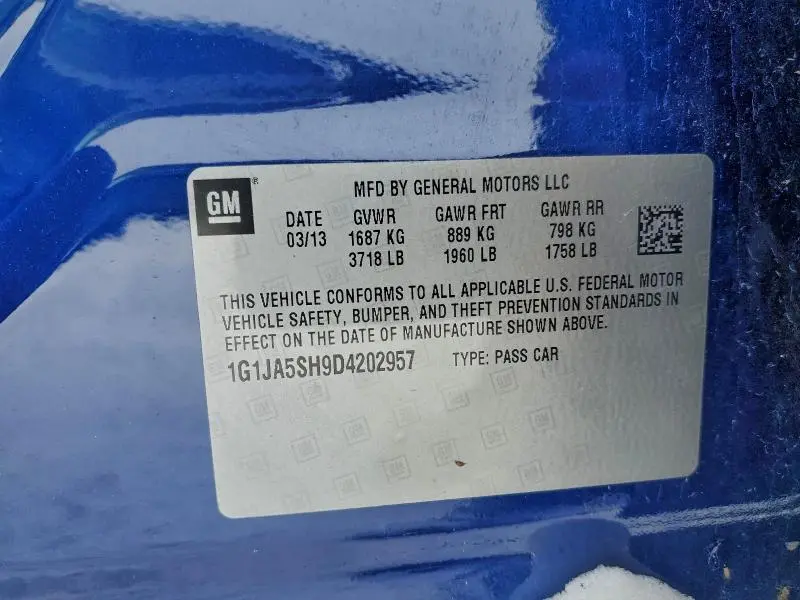 GM®
MFD BY GENERAL MOTORS LLC
DATE GVWR GAWR FRT GAWR RR
03/13 1687 KG 889 KG 798 KG
3718 LB 1960 LB 1758 LB
THIS VEHICLE CONFORMS TO ALL APPLICABLE U.S. FEDERAL MOTOR
VEHICLE SAFETY, BUMPER, AND THEFT PREVENTION STANDARDS IN
EFFECT ON THE DATE OF MANUFACTURE SHOWN ABOVE.
1G1JA5SH9D4202957 TYPE: PASS CAR